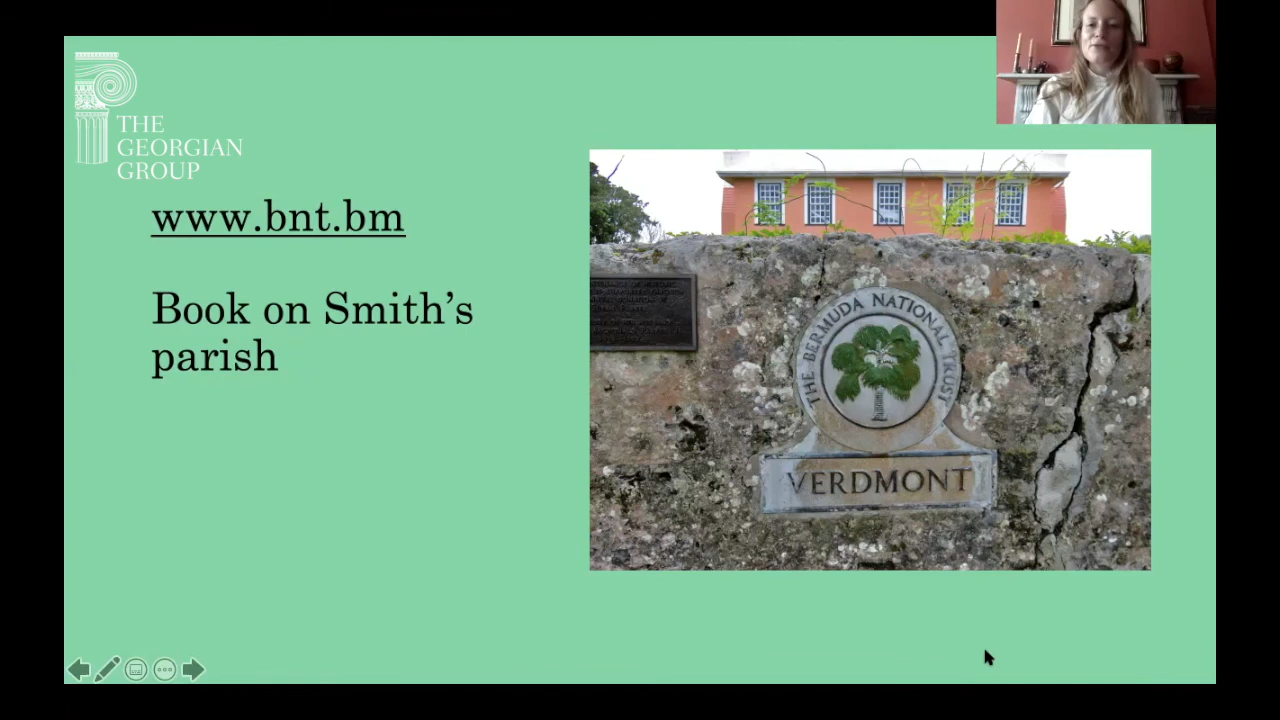 THE
GEORGIAN
GROUP
www.bnt.bm
Book on Smith's
parish
THE BERMUDA NATIONAL TRUST
VERDMONT